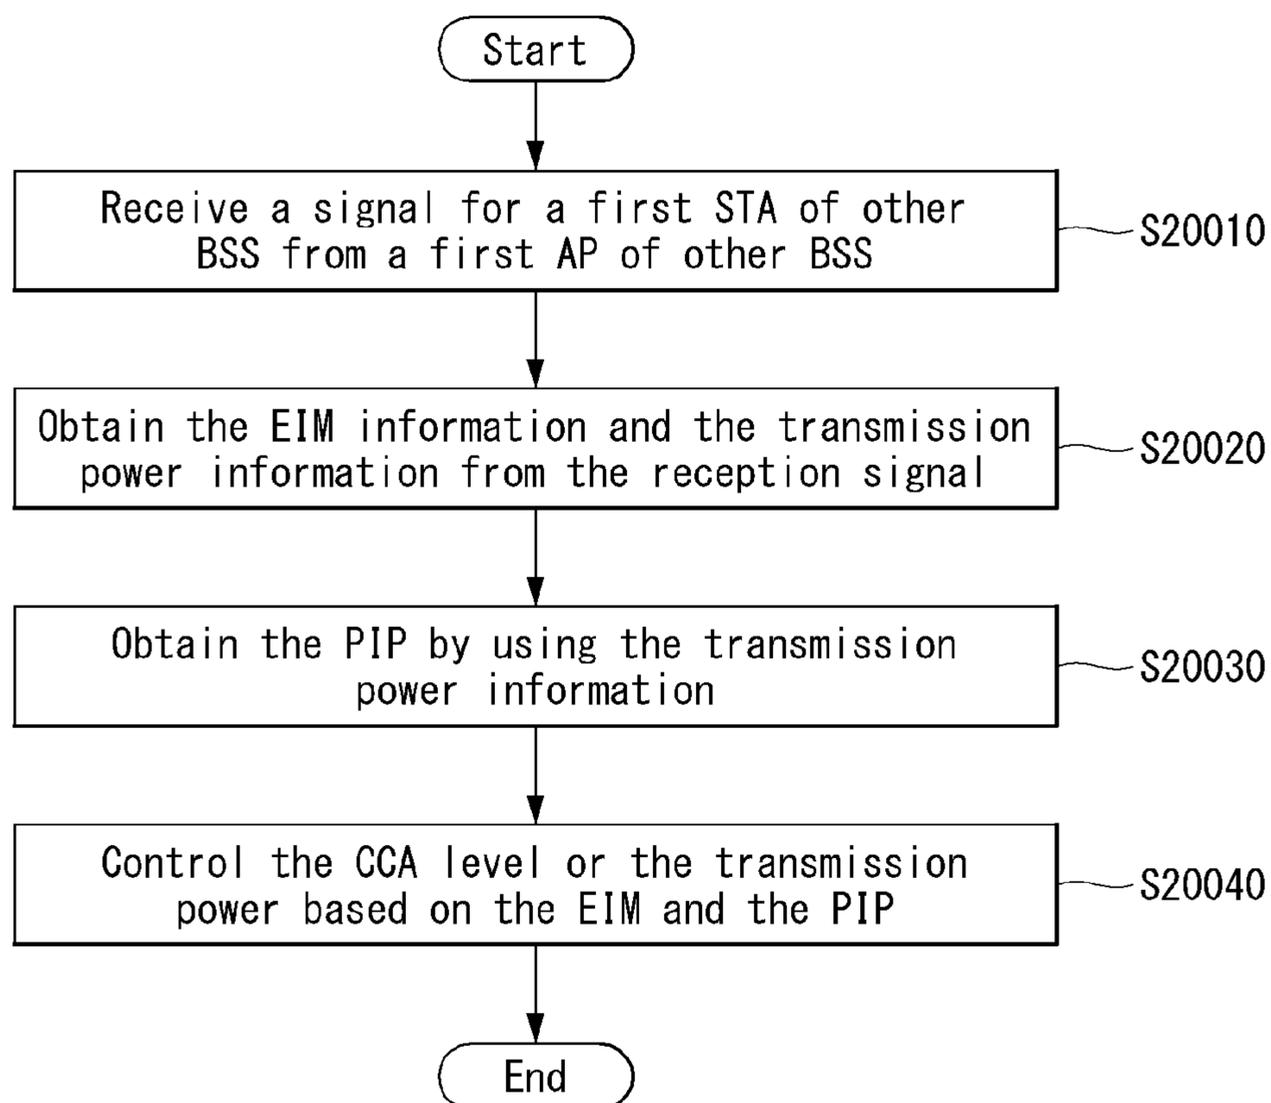 Start
Receive a signal for a first STA of other
BSS from a first AP of other BSS
S20010
Obtain the EIM information and the transmission
power information from the reception signal
S20020
Obtain the PIP by using the transmission
power information
S20030
Control the CCA level or the transmission
power based on the EIM and the PIP
S20040
End